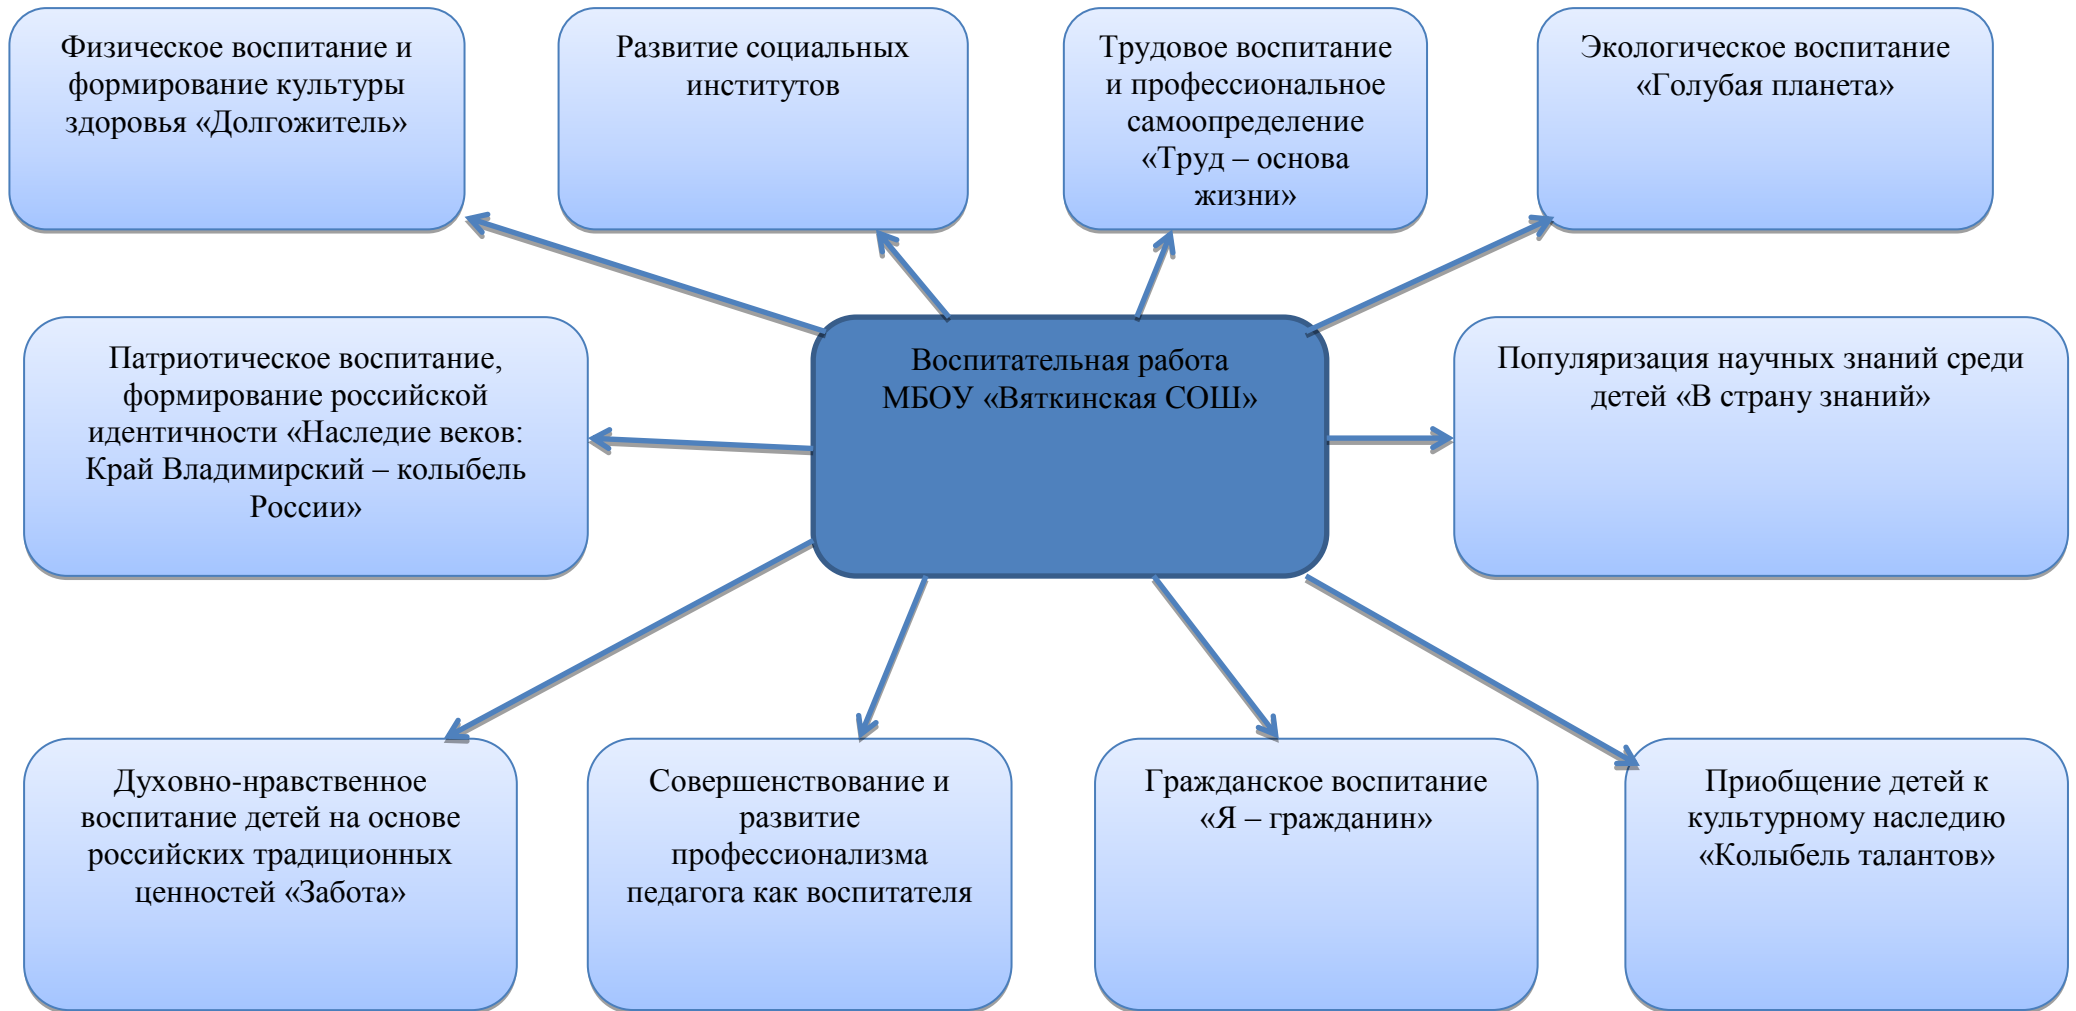 Физическое воспитание и
формирование культуры
здоровья «Долгожитель»
Развитие социальных
институтов
Трудовое воспитание
и профессиональное
самоопределение
«Труд – основа
жизни»
Экологическое воспитание
«Голубая планета»
Патриотическое воспитание,
формирование российской
идентичности «Наследие веков:
Край Владимирский – колыбель
России»
Воспитательная работа
МБОУ «Вяткинская СОШ»
Популяризация научных знаний среди
детей «В страну знаний»
Духовно-нравственное
воспитание детей на основе
российских традиционных
ценностей «Забота»
Совершенствование и
развитие
профессионализма
педагога как воспитателя
Гражданское воспитание
«Я – гражданин»
Приобщение детей к
культурному наследию
«Колыбель талантов»